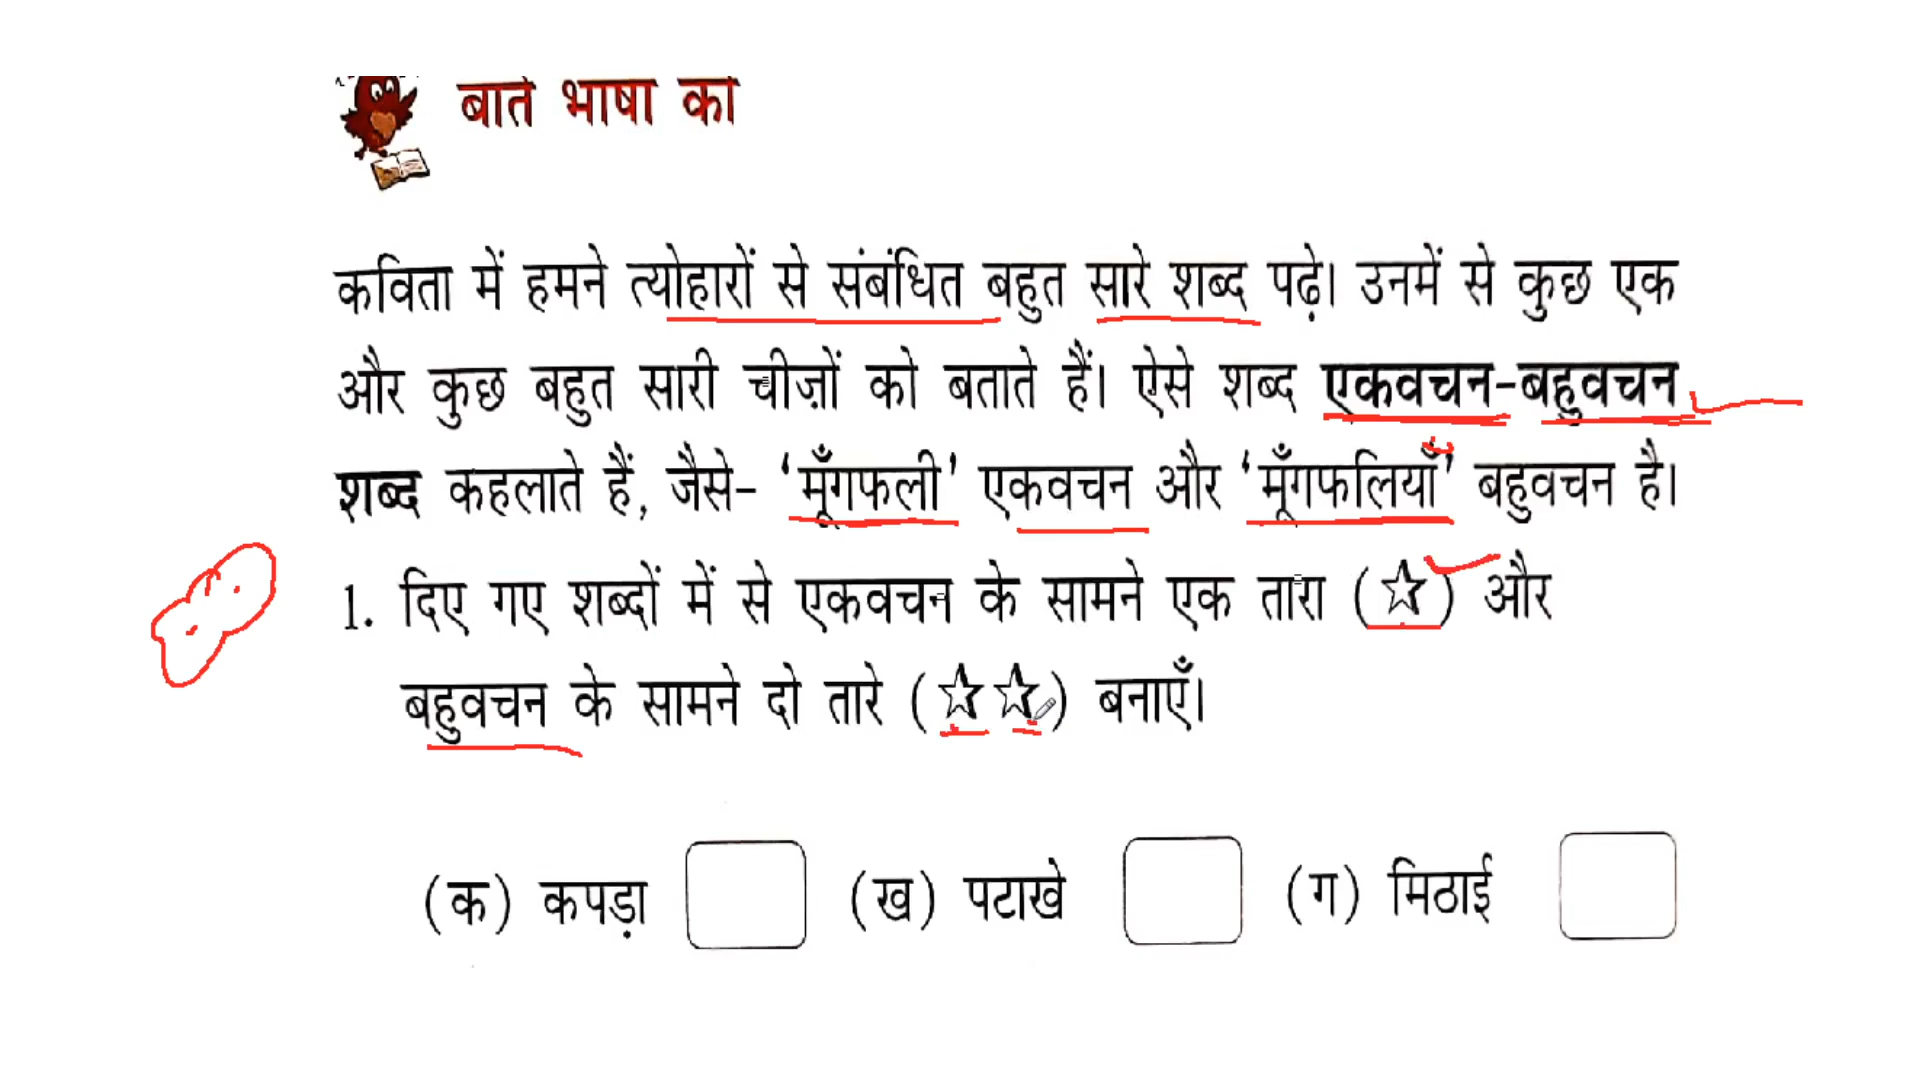 बातें भाषा की
कविता में हमने त्योहारों से संबंधित बहुत सारे शब्द पढ़े। उनमें से कुछ एक
और कुछ बहुत सारी चीज़ों को बताते हैं। ऐसे शब्द एकवचन-बहुवचन
शब्द कहलाते हैं, जैसे- ‘मूँगफली’ एकवचन और ‘मूँगफलियाँ’ बहुवचन है।
1. दिए गए शब्दों में से एकवचन के सामने एक तारा (☆) और
बहुवचन के सामने दो तारे (☆☆) बनाएँ।
(क) कपड़ा (ख) पटाखे (ग) मिठाई